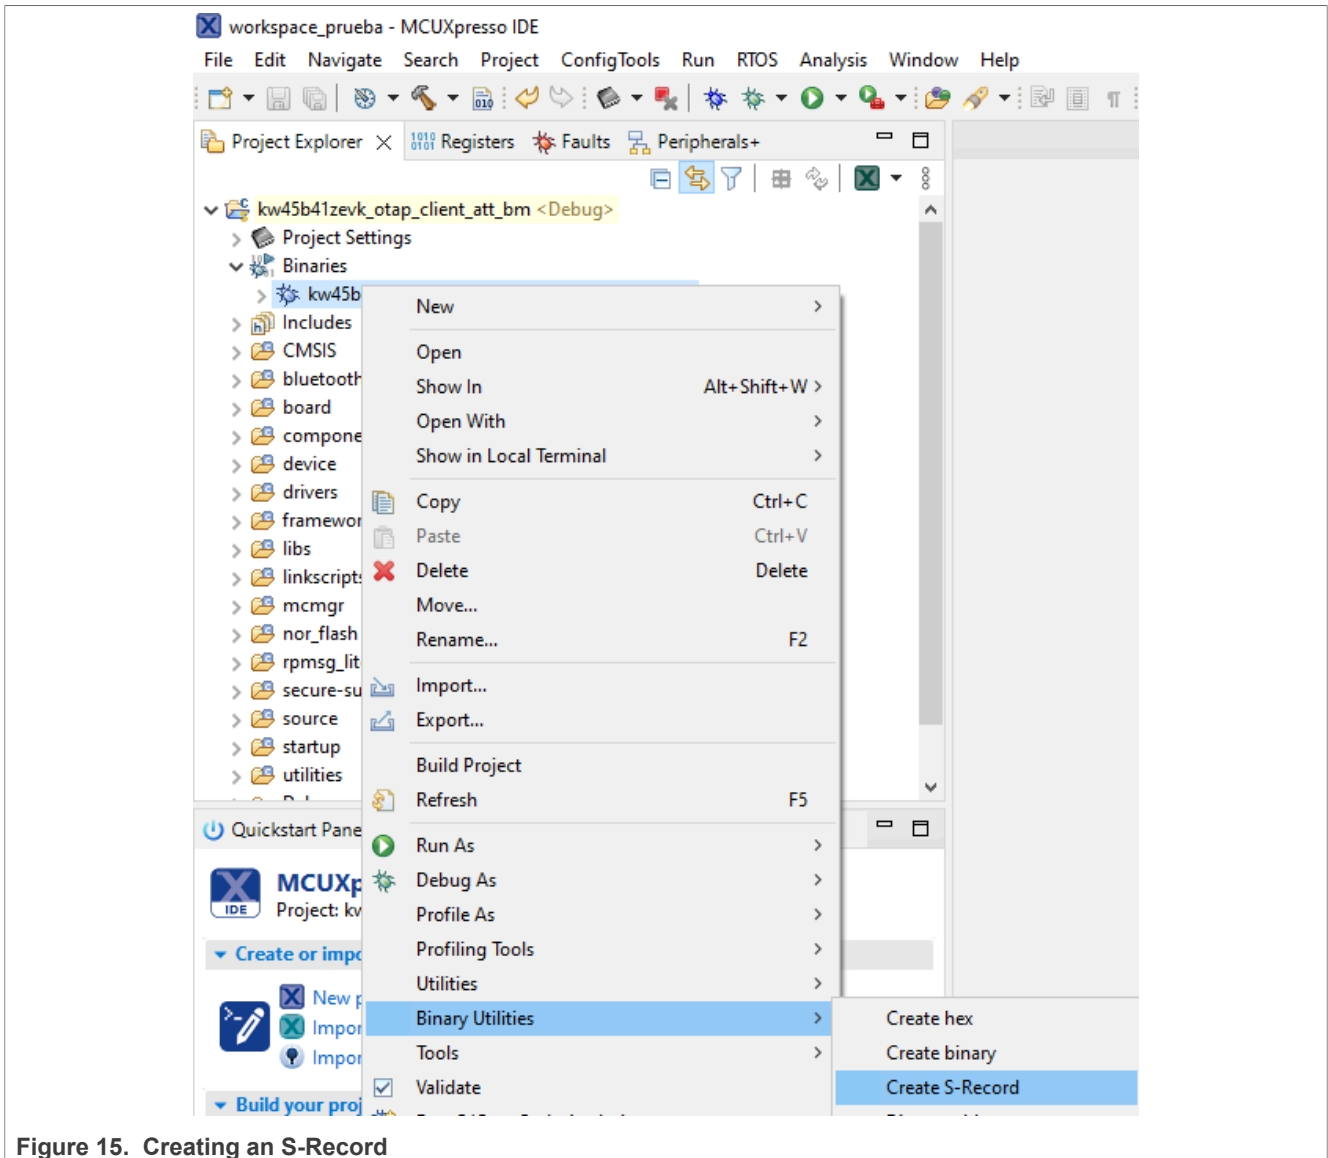 workspace_prueba - MCUXpresso IDE
File Edit Navigate Search Project ConfigTools Run RTOS Analysis Window Help
Project Explorer Registers Faults Peripherals+
kw45b41zevk_otap_client_att_bm <Debug>
Project Settings
Binaries
kw45b
New
Includes
CMSIS
Open
bluetooth
Show In Alt+Shift+W
board
Open With
compone
Show in Local Terminal
device
drivers
Copy Ctrl+C
framewor
Paste Ctrl+V
libs
Delete Delete
linkscripts
mcmgr
Move...
nor_flash
Rename... F2
rpmsg_lit
secure-su
Import...
source
Export...
startup
Build Project
utilities
Refresh F5
Quickstart Pane
Run As
MCUXp
Debug As
IDE
Project: kw
Profile As
Create or impo
Profiling Tools
Utilities
New p
Binary Utilities
Create hex
Impor
Tools
Create binary
Impor
Validate
Create S-Record
Build your proj
Figure 15. Creating an S-Record